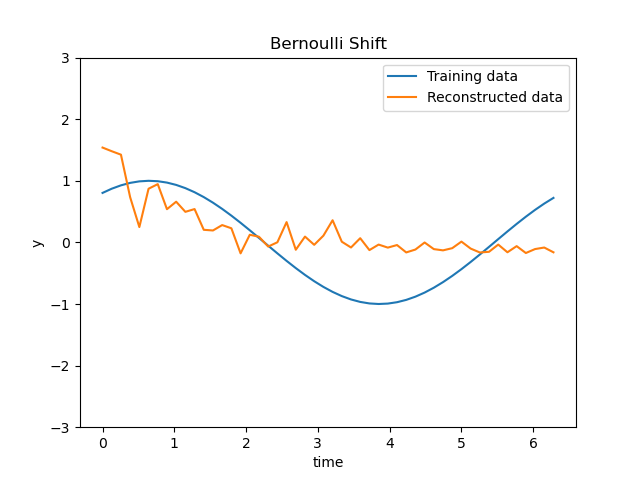 Bernoulli Shift
Training data
Reconstructed data
3
2
1
0
−1
−2
−3
y
0 1 2 3 4 5 6
time